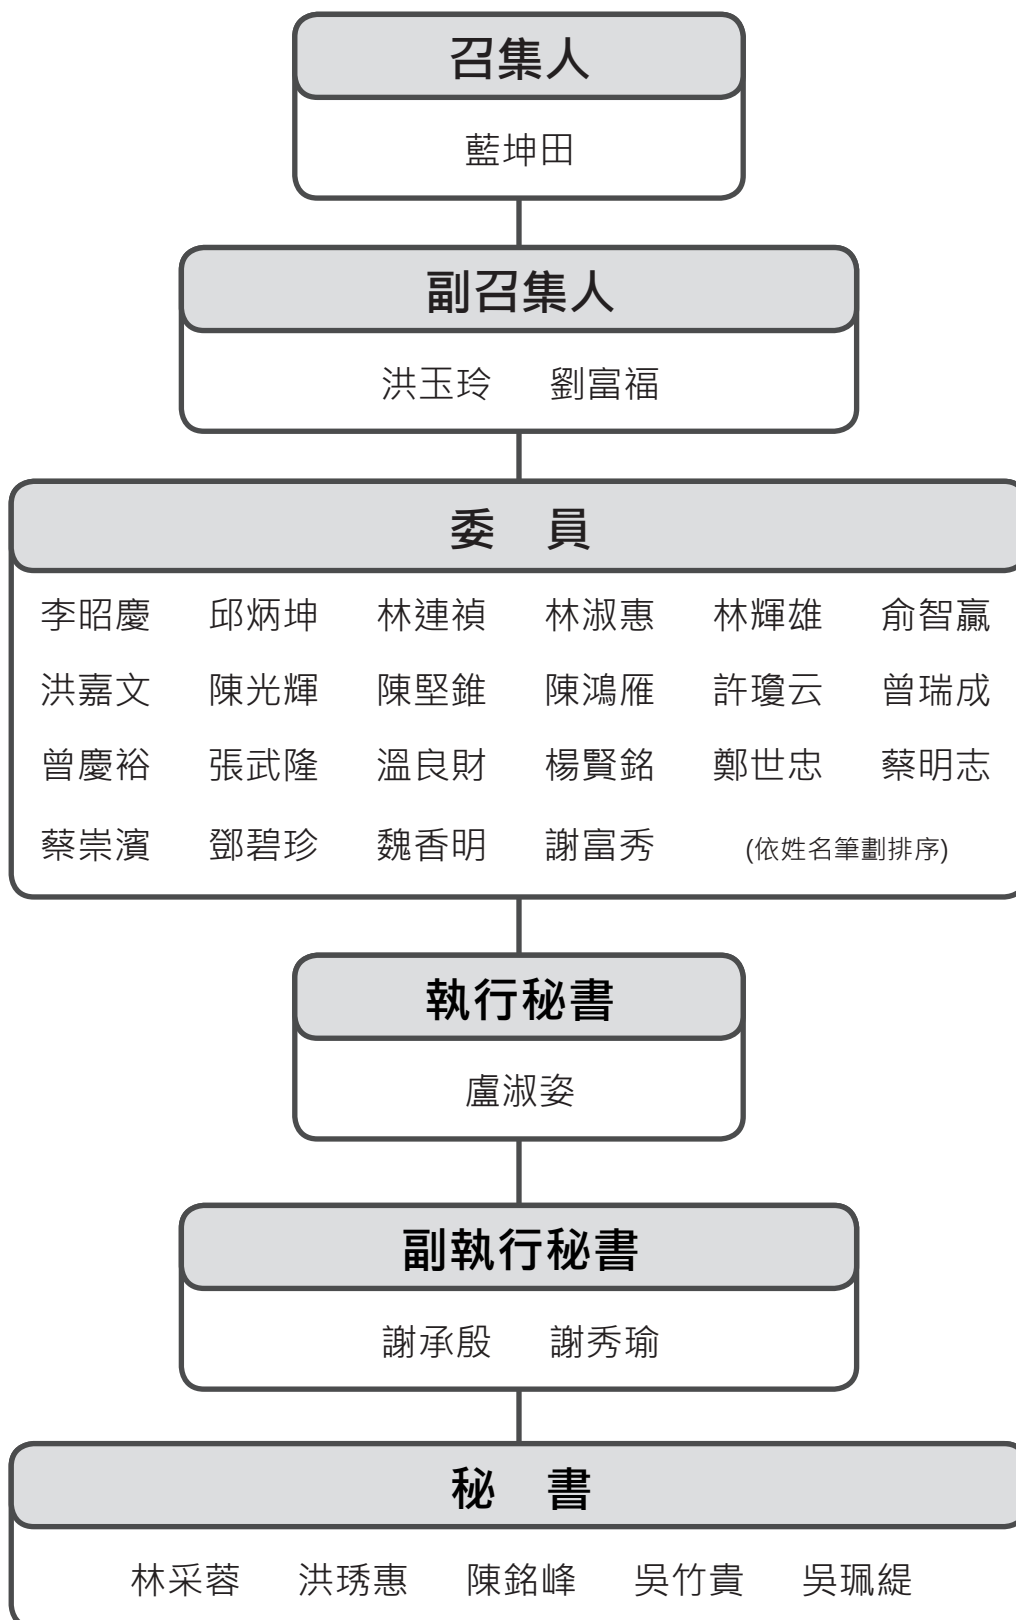 召集人
藍坤田
副召集人
洪玉玲 劉富福
委 員
李昭慶 邱炳坤 林連禎 林淑惠 林輝雄 俞智贏
洪嘉文 陳光輝 陳堅錐 陳鴻雁 許瓊云 曾瑞成
曾慶裕 張武隆 溫良財 楊賢銘 鄭世忠 蔡明志
蔡崇濱 鄧碧珍 魏香明 謝富秀 (依姓名筆劃排序)
執行秘書
盧淑姿
副執行秘書
謝承殷 謝秀瑜
秘 書
林采蓉 洪琇惠 陳銘峰 吳竹貴 吳珮緹